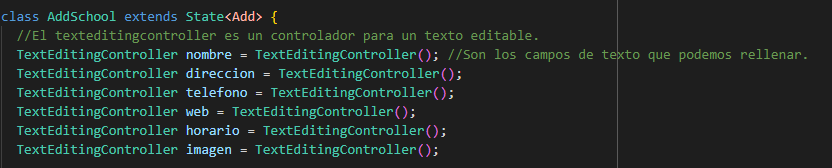 class AddSchool extends State<Add> {
//El texteditingcontroller es un controlador para un texto editable.
TextEditingController nombre = TextEditingController(); //Son los campos de texto que podemos rellenar.
TextEditingController direccion = TextEditingController();
TextEditingController telefono = TextEditingController();
TextEditingController web = TextEditingController();
TextEditingController horario = TextEditingController();
TextEditingController imagen = TextEditingController();